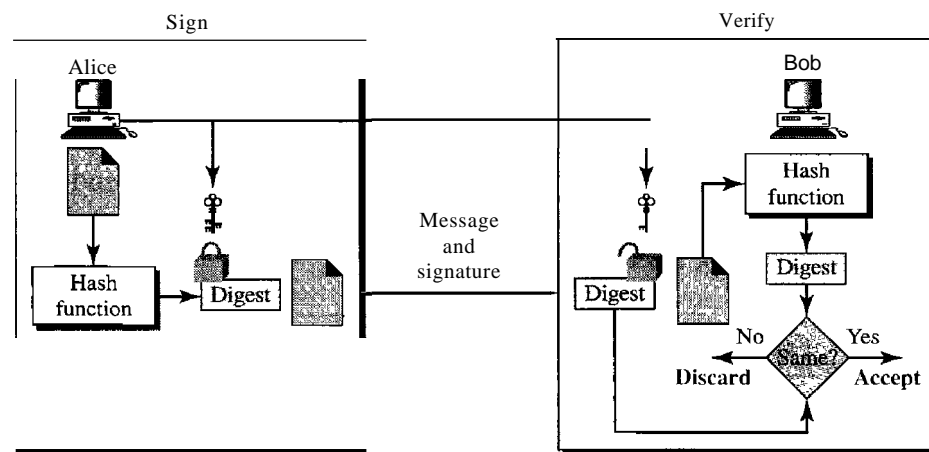 Sign
Verify
Alice
Bob
Hash
function
Message
and
signature
Hash
function
Digest
Digest
Digest
No
Yes
Same?
Discard
Accept